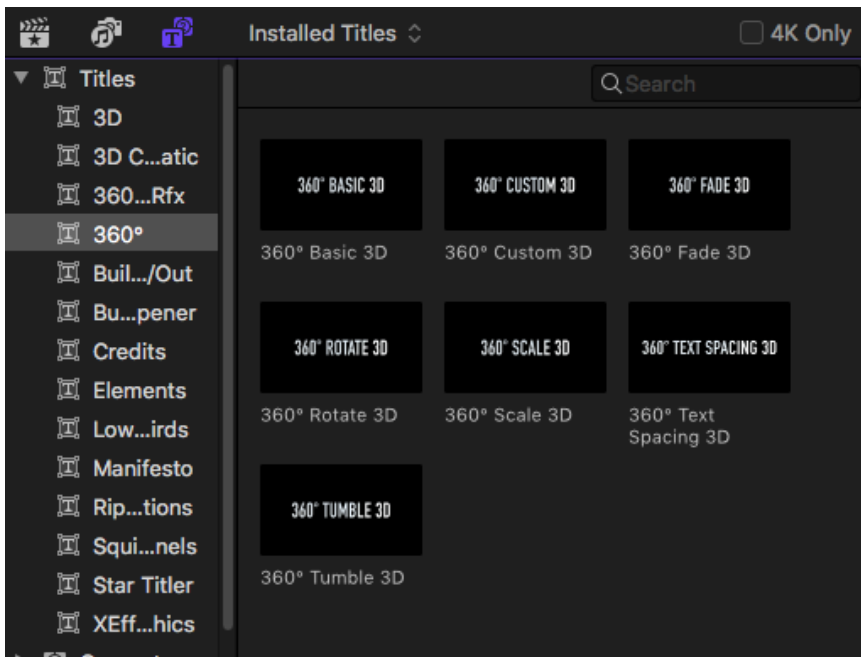 Installed Titles
4K Only
Titles
3D
3D C...atic
360...Rfx
360°
Buil.../Out
Bu...pener
Credits
Elements
Low...irds
Manifesto
Rip...tions
Squi...nels
Star Titler
XEff...hics
Search
360° BASIC 3D
360° CUSTOM 3D
360° FADE 3D
360° Basic 3D
360° Custom 3D
360° Fade 3D
360° ROTATE 3D
360° SCALE 3D
360° TEXT SPACING 3D
360° Rotate 3D
360° Scale 3D
360° Text
Spacing 3D
360° TUMBLE 3D
360° Tumble 3D